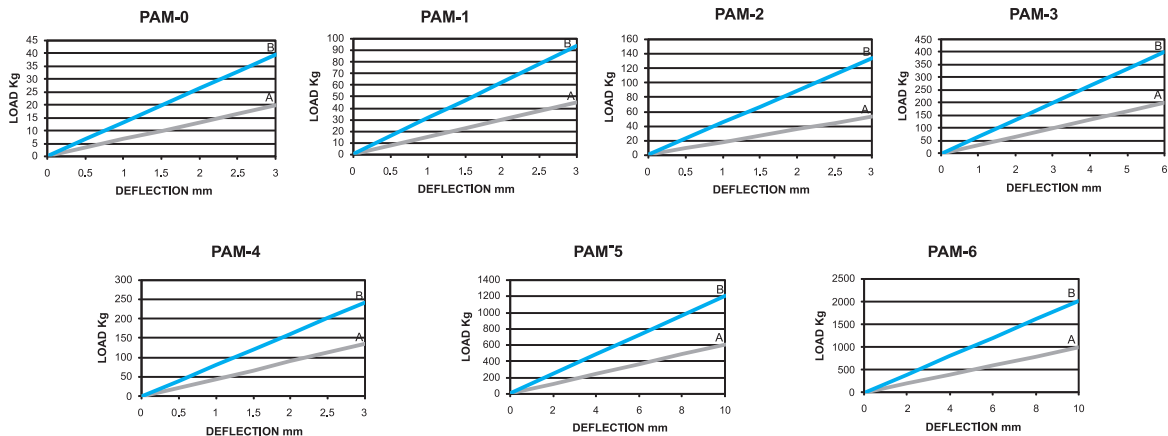 PAM-0
LOAD Kg
45
40
35
30
25
20
15
10
5
0
B
A
0 0.5 1 1.5 2 2.5 3
DEFLECTION mm
PAM-1
LOAD Kg
100
90
80
70
60
50
40
30
20
10
0
B
A
0 0.5 1 1.5 2 2.5 3
DEFLECTION mm
PAM-2
LOAD Kg
160
140
120
100
80
60
40
20
0
B
A
0 0.5 1 1.5 2 2.5 3
DEFLECTION mm
PAM-3
LOAD Kg
450
400
350
300
250
200
150
100
50
0
B
A
0 1 2 3 4 5 6
DEFLECTION mm
PAM-4
LOAD Kg
300
250
200
150
100
50
0
B
A
0 0.5 1 1.5 2 2.5 3
DEFLECTION mm
PAM-5
LOAD Kg
1400
1200
1000
800
600
400
200
0
B
A
0 2 4 6 8 10
DEFLECTION mm
PAM-6
LOAD Kg
2500
2000
1500
1000
500
0
B
A
0 2 4 6 8 10
DEFLECTION mm